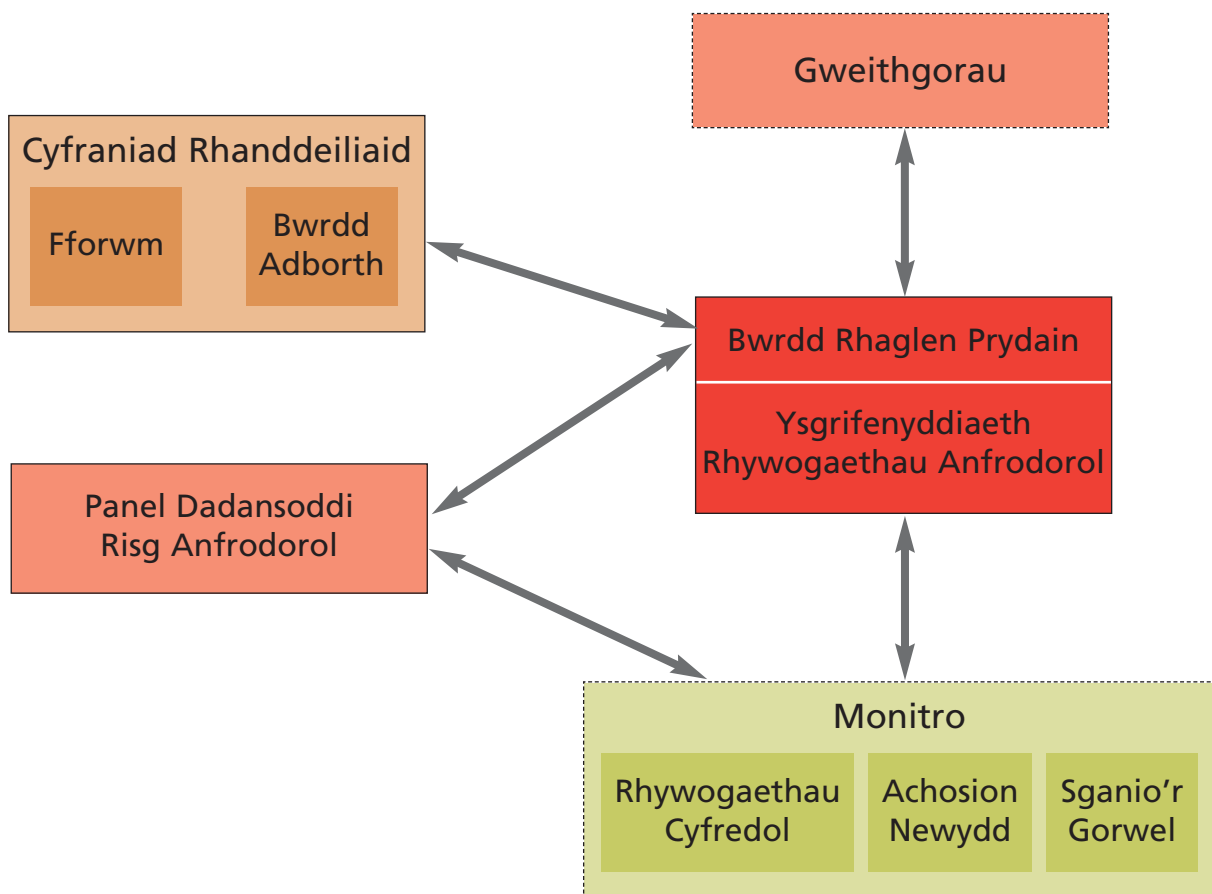 Gweithgorau
Cyfraniad Rhanddeiliaid
Fforwm
Bwrdd
Adborth
Bwrdd Rhaglen Prydain
Ysgrifenyddiaeth
Rhywogaethau Anfrodorol
Panel Dadansoddi
Risg Anfrodorol
Monitro
Rhywogaethau
Cyfredol
Achosion
Newydd
Sganio’r
Gorwel